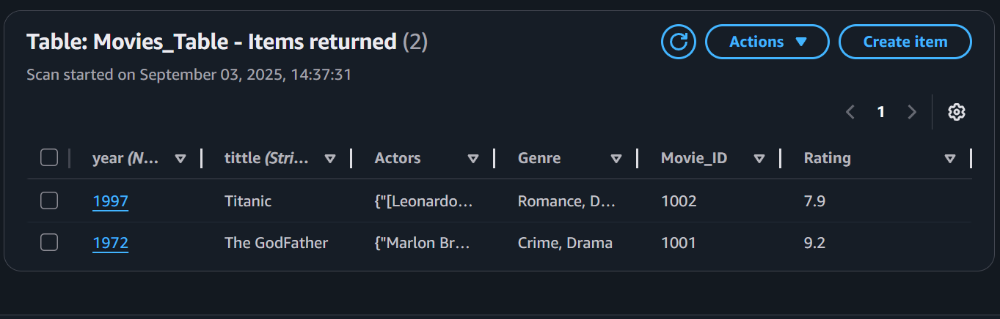 Table: Movies_Table - Items returned (2)
Actions Create item
Scan started on September 03, 2025, 14:37:31
1
year (N... tittle (Stri... Actors Genre Movie_ID Rating
1997 Titanic {"[Leonardo... Romance, D... 1002 7.9
1972 The GodFather {"Marlon Br... Crime, Drama 1001 9.2